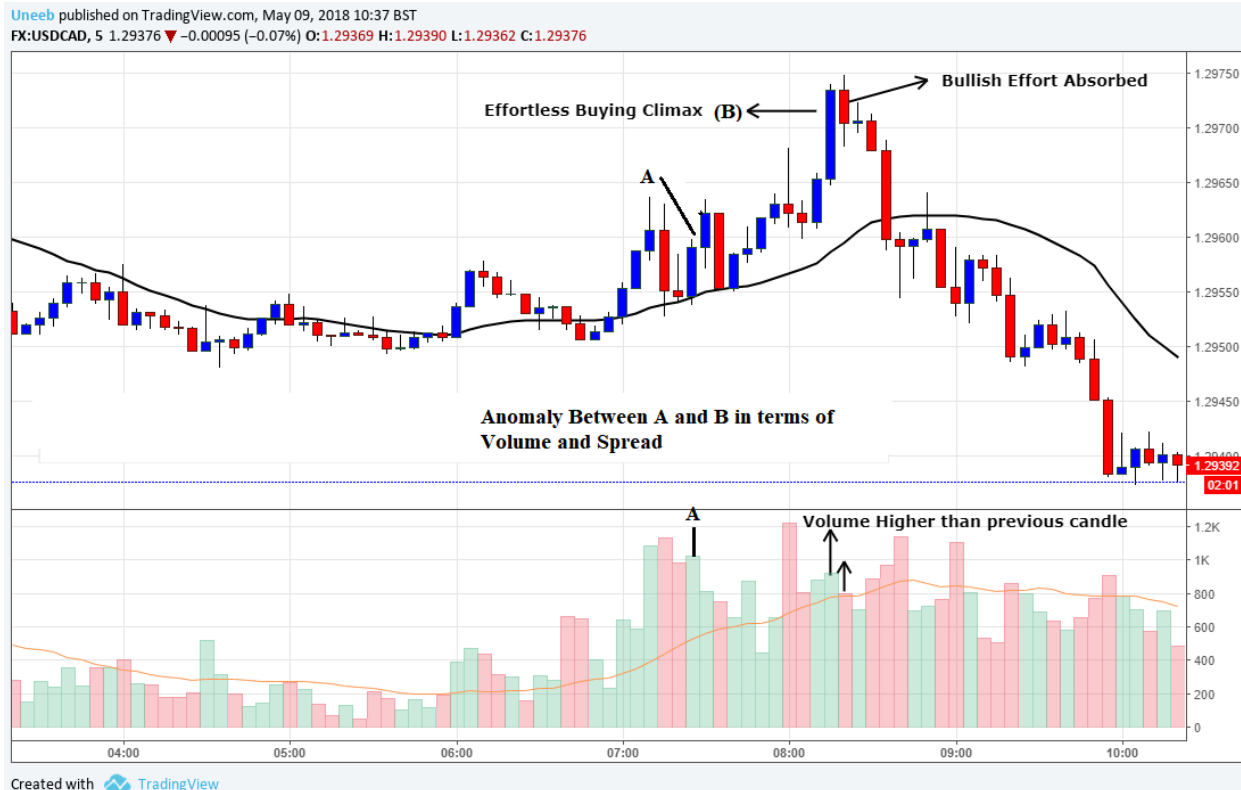 Uneeb published on TradingView.com, May 09, 2018 10:37 BST
FX:USDCAD, 5 1.29376 ▼ −0.00095 (−0.07%) O:1.29369 H:1.29390 L:1.29362 C:1.29376
1.29750
Bullish Effort Absorbed
Effortless Buying Climax (B)
1.29700
A
1.29650
1.29600
1.29550
1.29500
1.29450
Anomaly Between A and B in terms of
Volume and Spread
1.29400
1.29392
02:01
A
Volume Higher than previous candle
1.2K
1K
800
600
400
200
0
04:00 05:00 06:00 07:00 08:00 09:00 10:00
Created with TradingView